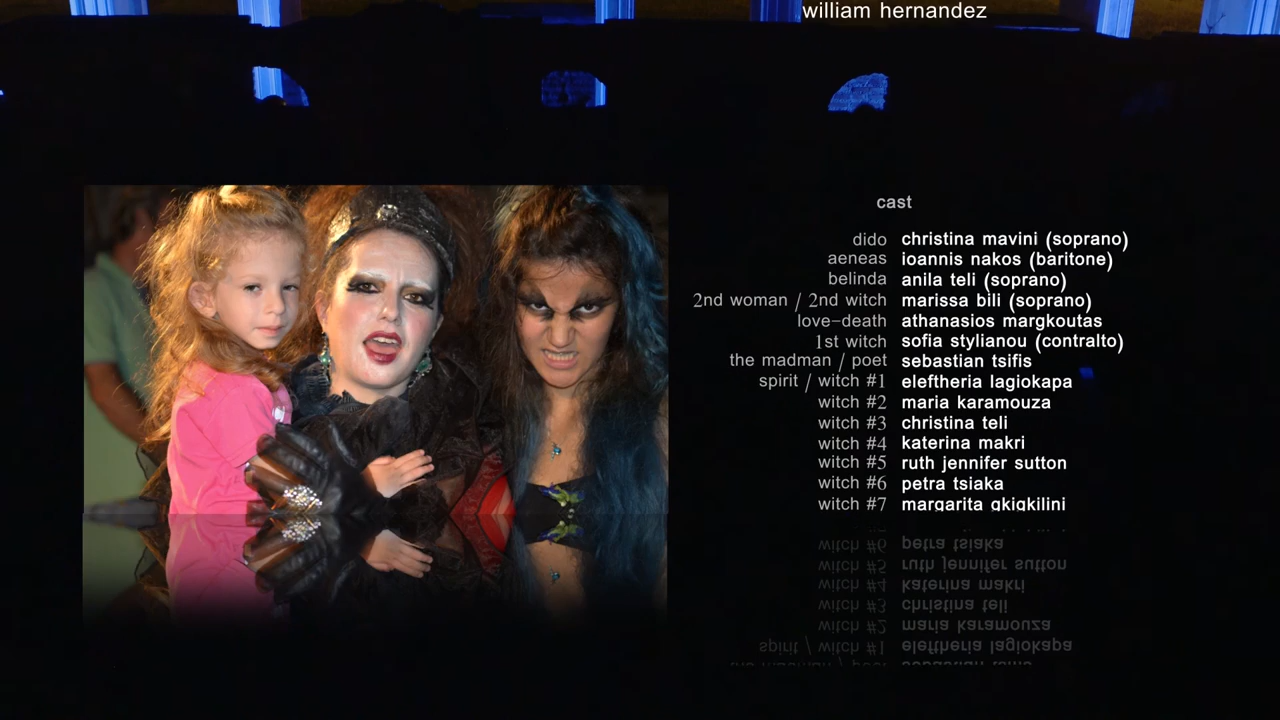 william hernandez
cast
dido christina mavini (soprano)
aeneas ioannis nakos (baritone)
belinda anila teli (soprano)
2nd woman / 2nd witch marissa bili (soprano)
love-death athanasios margkoutas
1st witch sofia stylianou (contralto)
the madman / poet sebastian tsifis
spirit / witch #1 eleftheria lagiokapa
witch #2 maria karamouza
witch #3 christina teli
witch #4 katerina makri
witch #5 ruth jennifer sutton
witch #6 petra tsiaka
witch #7 margarita gkigkilini